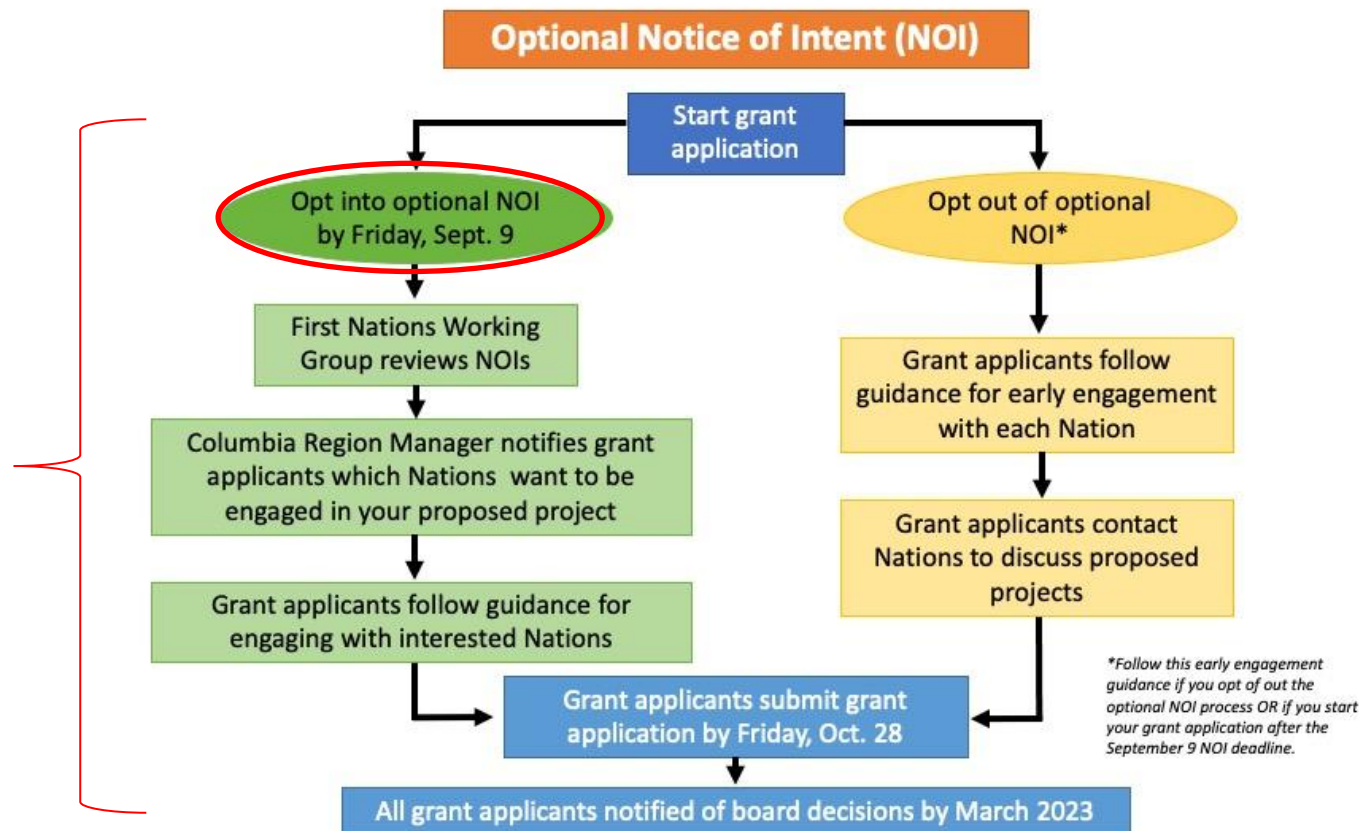 Optional Notice of Intent (NOI)
Start grant
application
Opt into optional NOI
by Friday, Sept. 9
First Nations Working
Group reviews NOIs
Columbia Region Manager notifies grant
applicants which Nations want to be
engaged in your proposed project
Grant applicants follow guidance for
engaging with interested Nations
Opt out of optional
NOI*
Grant applicants follow
guidance for early engagement
with each Nation
Grant applicants contact
Nations to discuss proposed
projects
*Follow this early engagement
guidance if you opt of out the
optional NOI process OR if you start
your grant application after the
September 9 NOI deadline.
Grant applicants submit grant
application by Friday, Oct. 28
All grant applicants notified of board decisions by March 2023